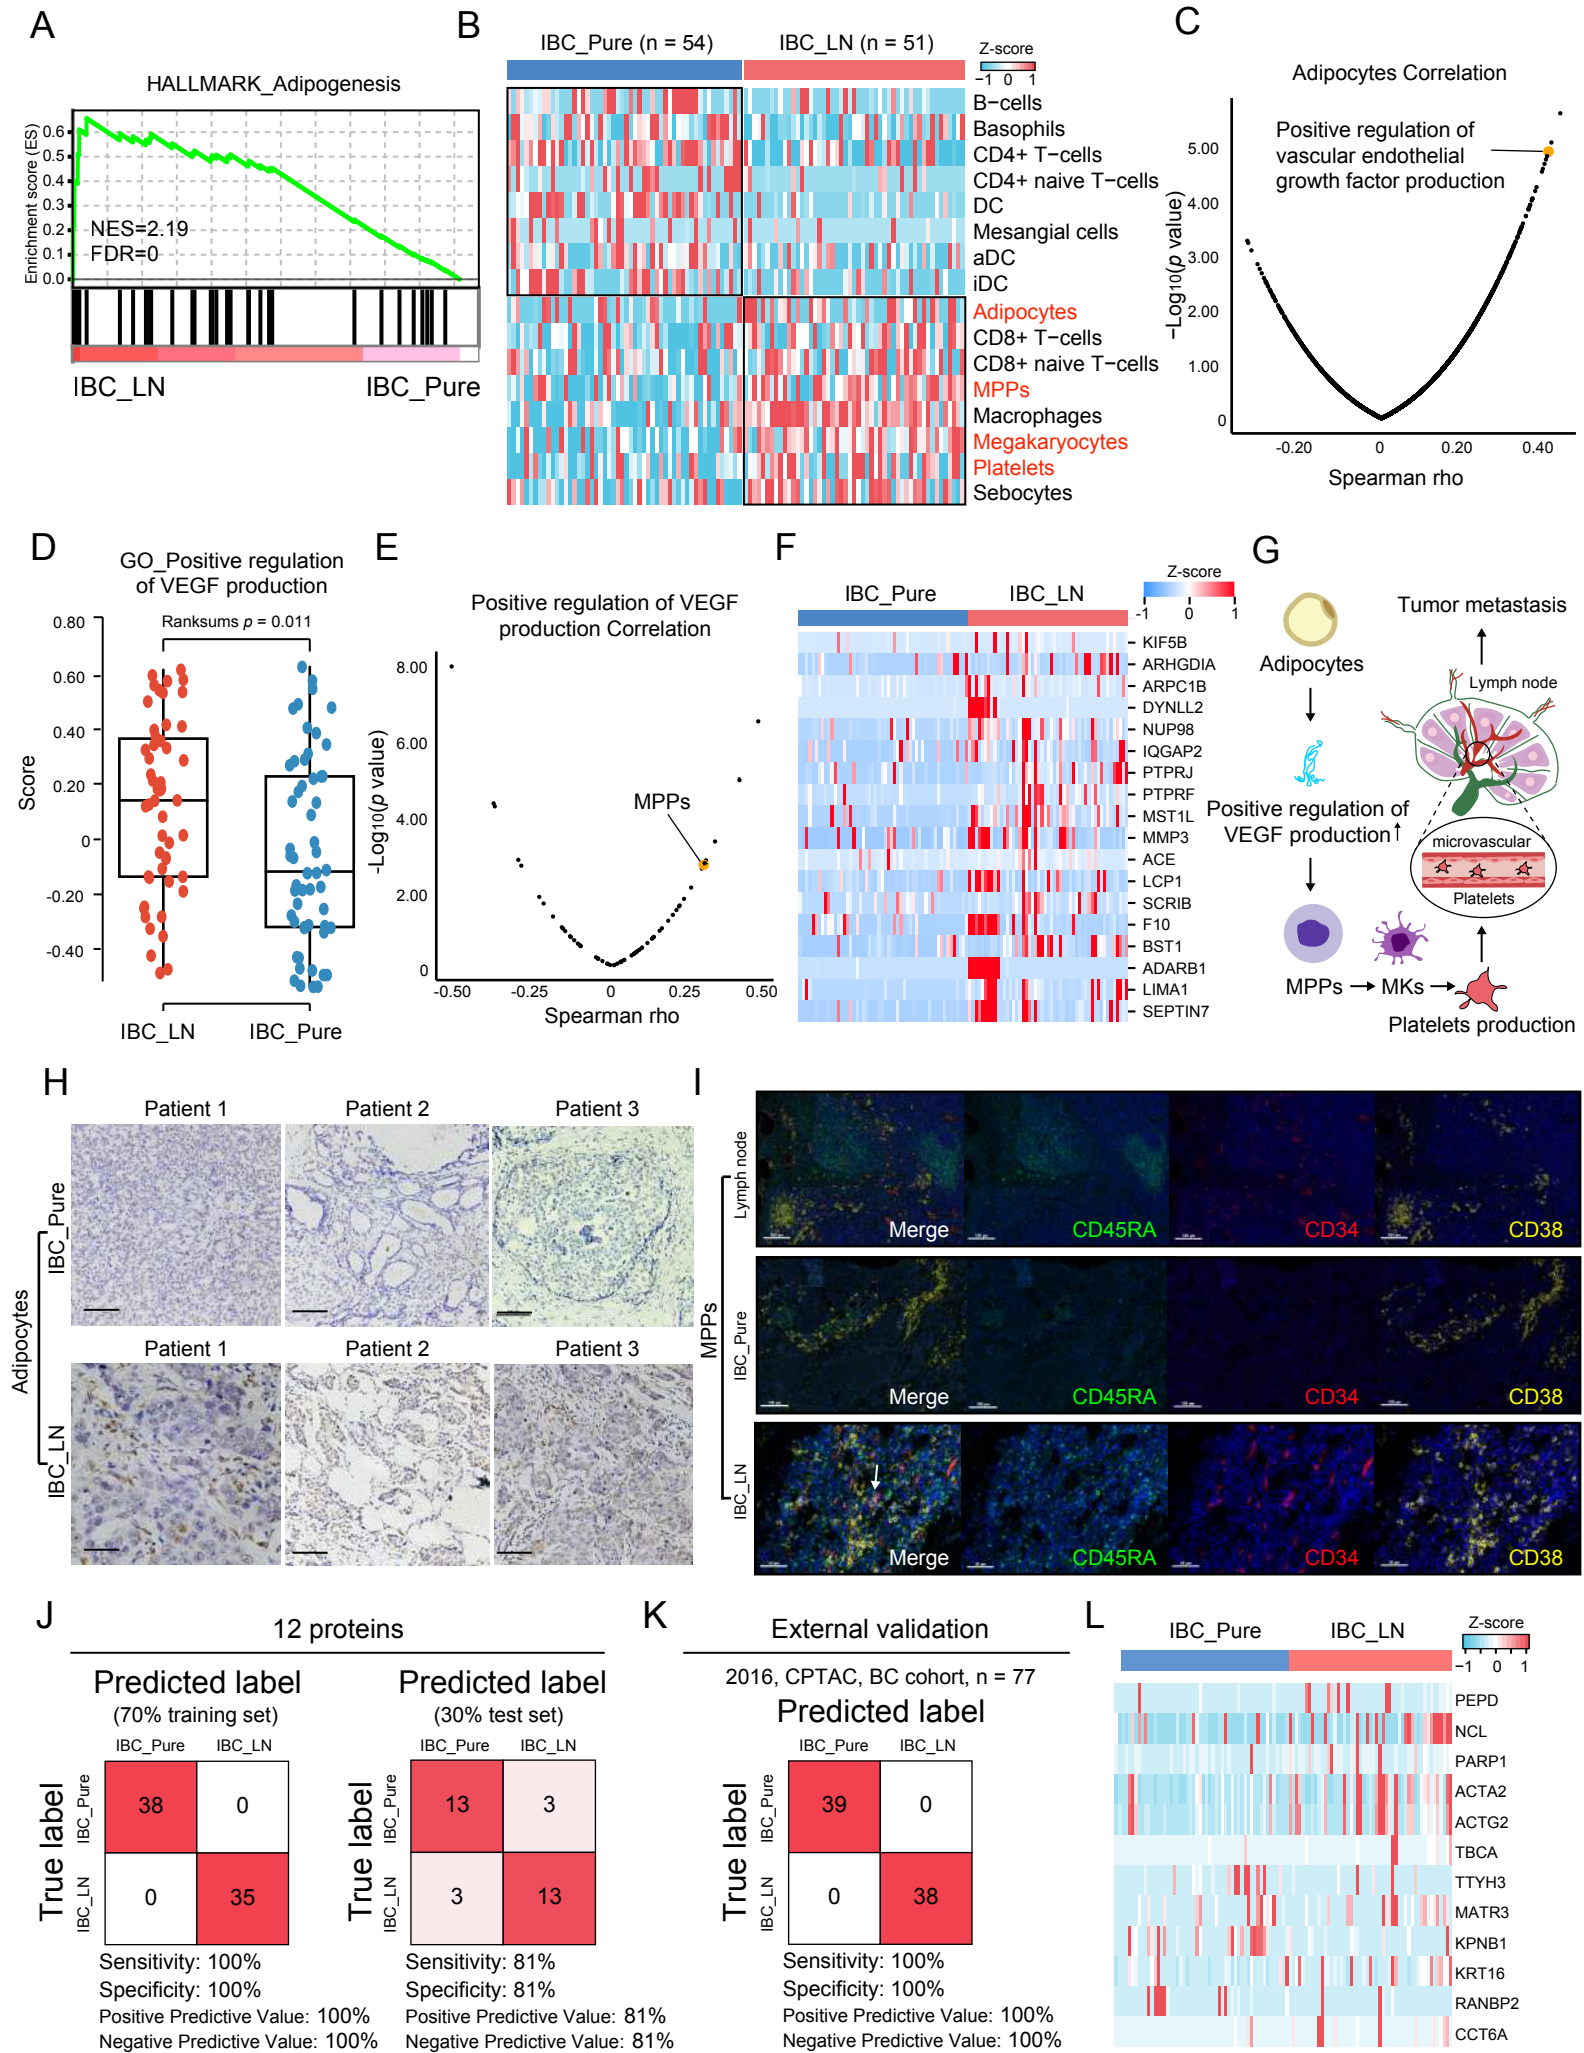 A
HALLMARK_Adipogenesis
Enrichment score (ES)
0.6
0.5
0.4
0.3
0.2
0.1
0.0
NES=2.19
FDR=0
IBC_LN
IBC_Pure
B
IBC_Pure (n = 54)
IBC_LN (n = 51)
Z-score
−1 0 1
B−cells
Basophils
CD4+ T−cells
CD4+ naive T−cells
DC
Mesangial cells
aDC
iDC
Adipocytes
CD8+ T−cells
CD8+ naive T−cells
MPPs
Macrophages
Megakaryocytes
Platelets
Sebocytes
C
Adipocytes Correlation
Positive regulation of
vascular endothelial
growth factor production
−Log10(p value)
5.00
4.00
3.00
2.00
1.00
0
-0.20 0 0.20 0.40
Spearman rho
D
GO_Positive regulation
of VEGF production
Ranksums p = 0.011
Score
0.80
0.60
0.40
0.20
0
-0.20
-0.40
IBC_LN
IBC_Pure
E
Positive regulation of VEGF
production Correlation
-Log10(p value)
8.00
6.00
4.00
2.00
0
MPPs
-0.50 -0.25 0 0.25 0.50
Spearman rho
F
IBC_Pure
IBC_LN
Z-score
-1 0 1
KIF5B
ARHGDIA
ARPC1B
DYNLL2
NUP98
IQGAP2
PTPRJ
PTPRF
MST1L
MMP3
ACE
LCP1
SCRIB
F10
BST1
ADARB1
LIMA1
SEPTIN7
G
Adipocytes
Positive regulation of
VEGF production
MPPs
MKs
Platelets production
Tumor metastasis
Lymph node
microvascular
Platelets
H
Adipocytes
IBC_Pure
Patient 1
Patient 2
Patient 3
IBC_LN
Patient 1
Patient 2
Patient 3
I
MPPs
Lymph node
Merge
CD45RA
CD34
CD38
IBC_Pure
Merge
CD45RA
CD34
CD38
IBC_LN
Merge
CD45RA
CD34
CD38
J
12 proteins
Predicted label
(70% training set)
IBC_Pure IBC_LN
True label
IBC_Pure
38 0
IBC_LN
0 35
Sensitivity: 100%
Specificity: 100%
Positive Predictive Value: 100%
Negative Predictive Value: 100%
Predicted label
(30% test set)
IBC_Pure IBC_LN
True label
IBC_Pure
13 3
IBC_LN
3 13
Sensitivity: 81%
Specificity: 81%
Positive Predictive Value: 81%
Negative Predictive Value: 81%
K
External validation
2016, CPTAC, BC cohort, n = 77
Predicted label
IBC_Pure IBC_LN
True label
IBC_Pure
39 0
IBC_LN
0 38
Sensitivity: 100%
Specificity: 100%
Positive Predictive Value: 100%
Negative Predictive Value: 100%
L
IBC_Pure
IBC_LN
Z-score
−1 0 1
PEPD
NCL
PARP1
ACTA2
ACTG2
TBCA
TTYH3
MATR3
KPNB1
KRT16
RANBP2
CCT6A